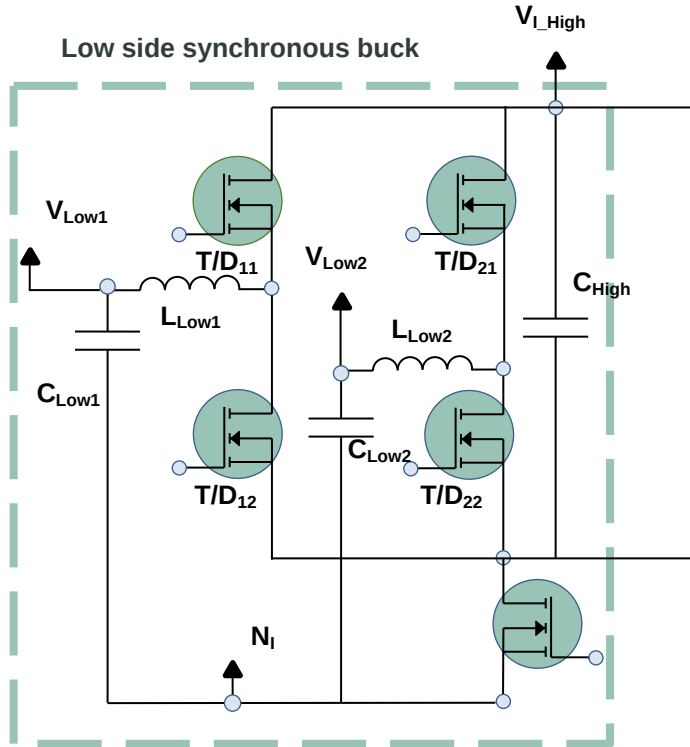 V_I_High
Low side synchronous buck
V_Low1
T/D_11
V_Low2
T/D_21
C_High
L_Low1
L_Low2
C_Low1
C_Low2
T/D_12
T/D_22
N_I